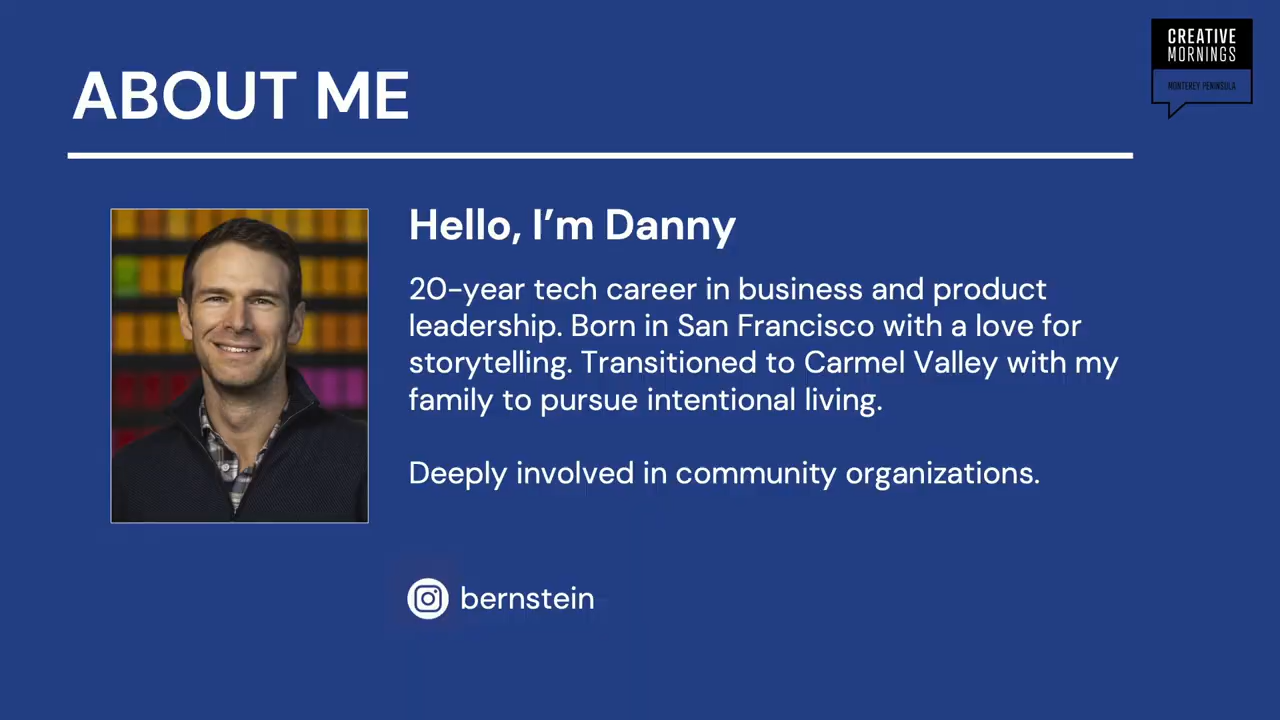 CREATIVE
MORNINGS
MONTEREY PENINSULA
ABOUT ME
Hello, I’m Danny
20-year tech career in business and product
leadership. Born in San Francisco with a love for
storytelling. Transitioned to Carmel Valley with my
family to pursue intentional living.
Deeply involved in community organizations.
bernstein